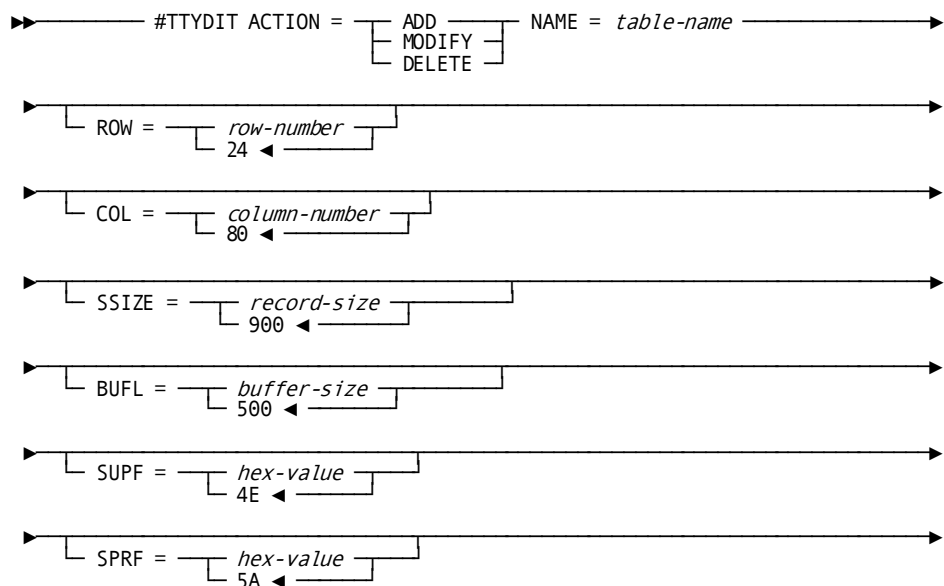 #TTYDIT ACTION = ADD NAME = table-name
MODIFY
DELETE
ROW = row-number
24
COL = column-number
80
SSIZE = record-size
900
BUFL = buffer-size
500
SUPF = hex-value
4E
SPRF = hex-value
5A